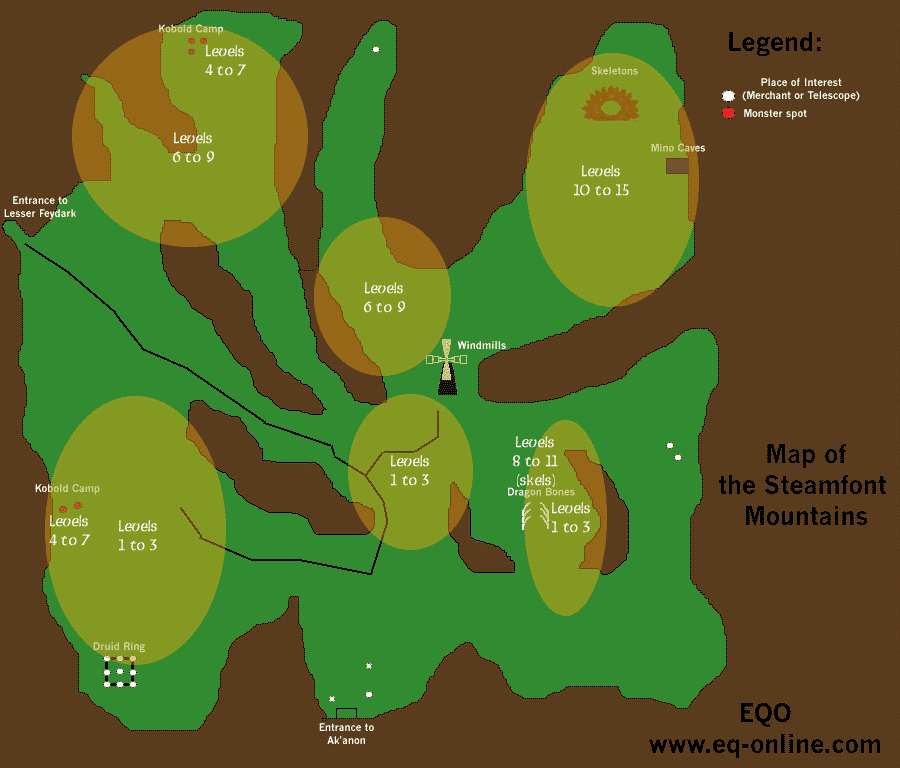 Kobold Camp
Levels
4 to 7
Levels
6 to 9
Skeletons
Mino Caves
Levels
10 to 15
Legend:
Place of Interest
(Merchant or Telescope)
Monster spot
Entrance to
Lesser Feydark
Levels
6 to 9
Windmills
Levels
1 to 3
Levels
8 to 11
(skels)
Dragon Bones
Levels
1 to 3
Map of
the Steamfont
Mountains
Kobold Camp
Levels
4 to 7
Levels
1 to 3
Druid Ring
Entrance to
Ak'anon
EQO
www.eq-online.com